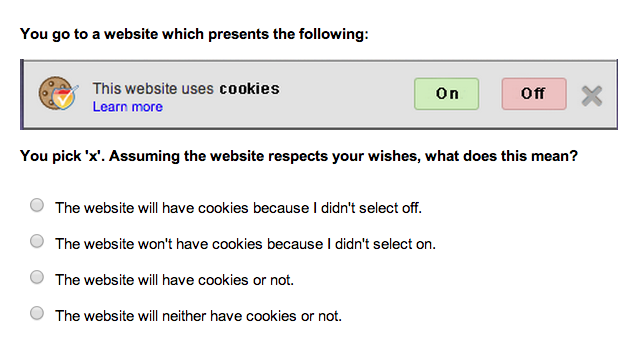 You go to a website which presents the following:
This website uses cookies
On
Off
Learn more
You pick 'x'. Assuming the website respects your wishes, what does this mean?
The website will have cookies because I didn't select off.
The website won't have cookies because I didn't select on.
The website will have cookies or not.
The website will neither have cookies or not.